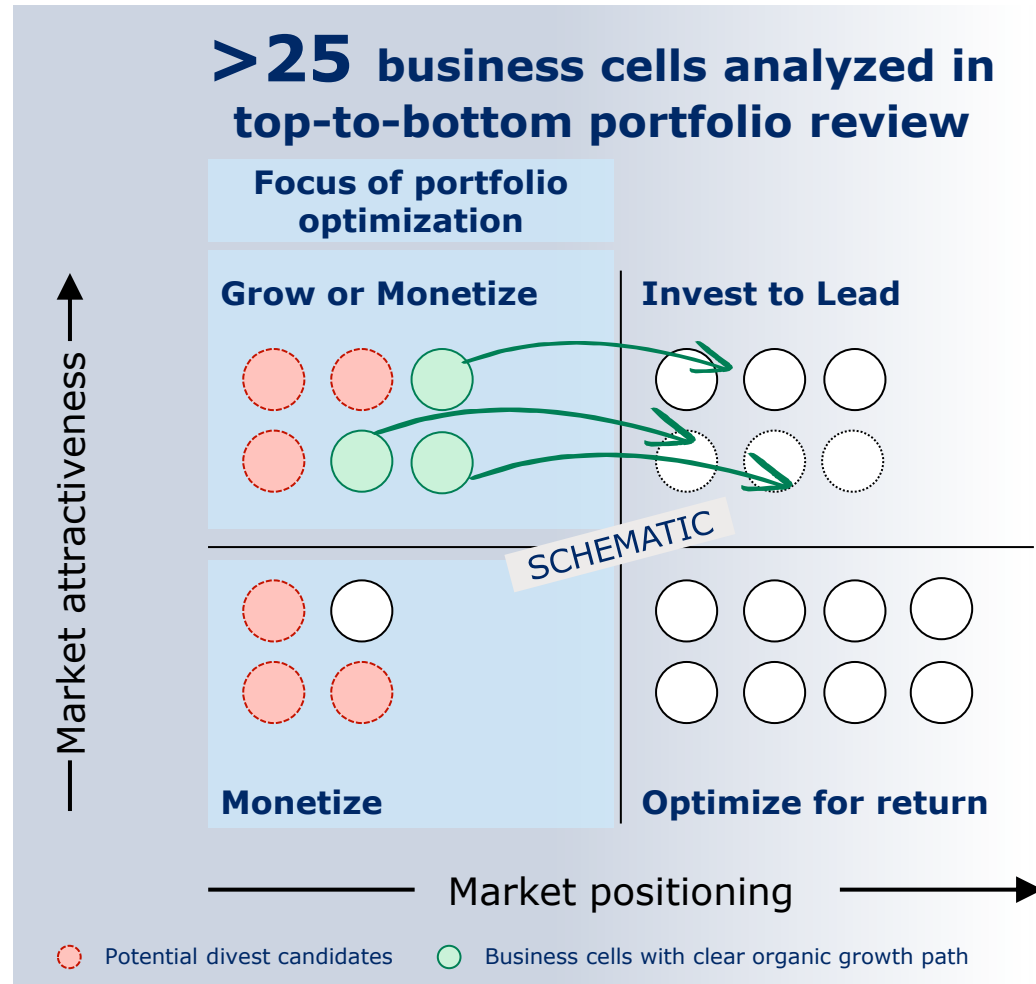 >25 business cells analyzed in
top-to-bottom portfolio review
Focus of portfolio
optimization
Grow or Monetize
Invest to Lead
Market attractiveness
SCHEMATIC
Monetize
Optimize for return
Market positioning
Potential divest candidates
Business cells with clear organic growth path